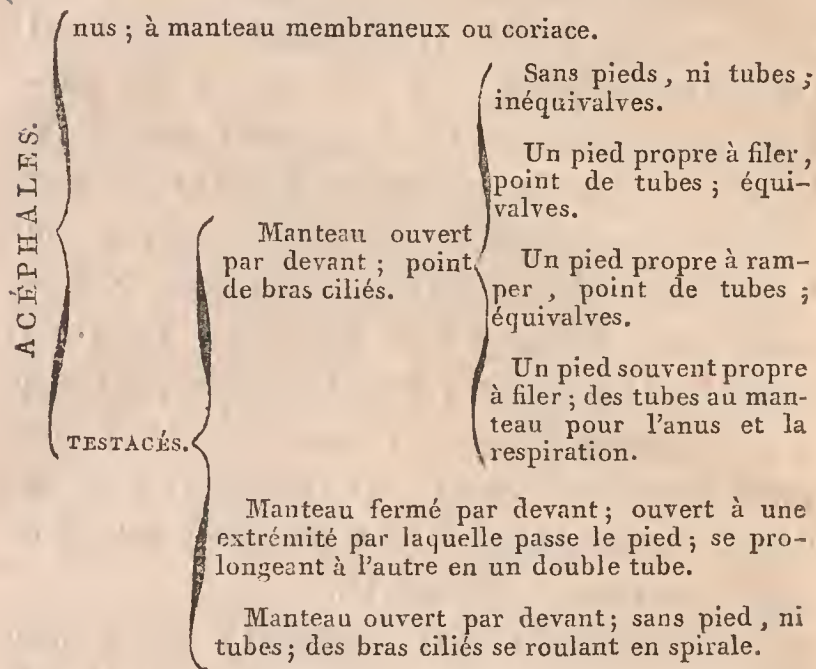 ACÉPHALES.
nus ; à manteau membraneux ou coriace.
TESTACÉS.
Manteau ouvert
par devant ; point
de bras ciliés.
Sans pieds, ni tubes ;
inéquivalves.
Un pied propre à filer,
point de tubes ; équi-
valves.
Un pied propre à ram-
per , point de tubes ;
équivalves.
Un pied souvent propre
à filer ; des tubes au man-
teau pour l'anus et la
respiration.
Manteau fermé par devant ; ouvert à une
extrémité par laquelle passe le pied ; se pro-
longeant à l'autre en un double tube.
Manteau ouvert par devant ; sans pied , ni
tubes ; des bras ciliés se roulant en spirale.